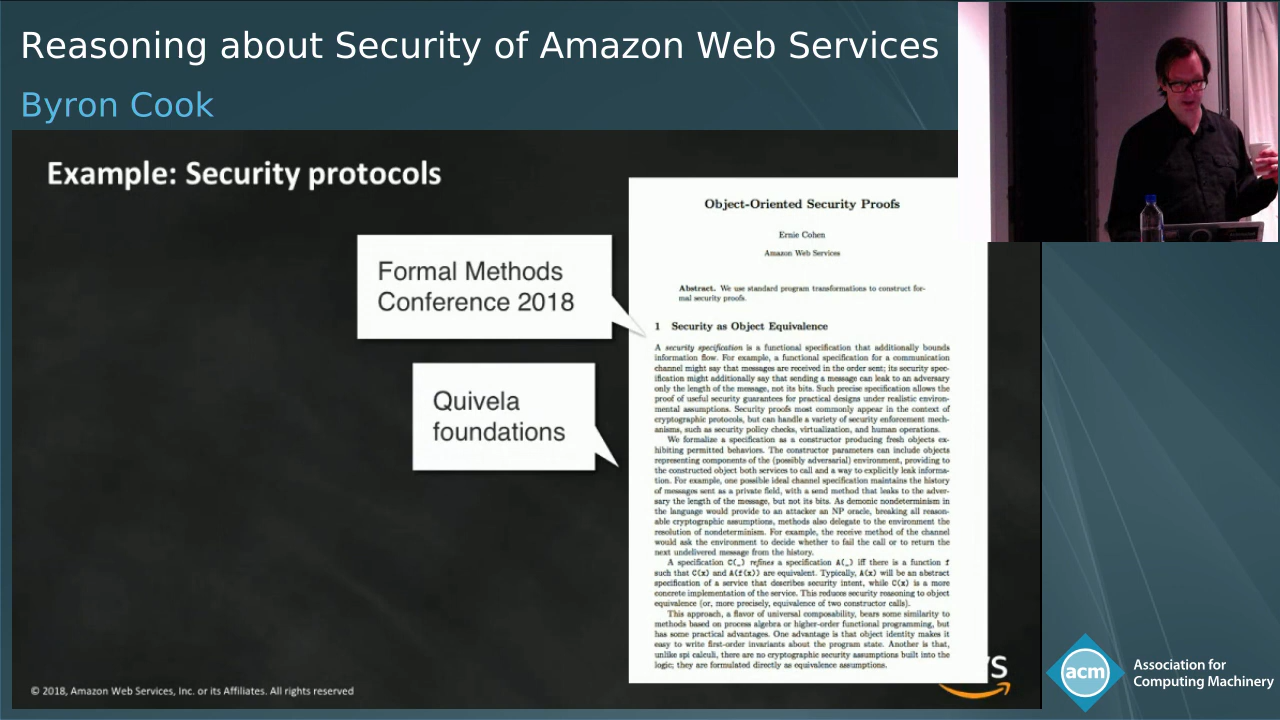 Reasoning about Security of Amazon Web Services
Byron Cook
Example: Security protocols
Formal Methods
Conference 2018
Quivela
foundations
Object-Oriented Security Proofs
Ernie Cohen
Amazon Web Services
Abstract. We use standard program transformations to construct for-
mal security proofs.
1 Security as Object Equivalence
A security specification is a functional specification that additionally bounds
information flow. For example, a functional specification for a communication
channel might say that messages are received in the order sent; its security spec-
ification might additionally say that sending a message can leak to an adversary
only the length of the message, not its bits. Such precise specification allows the
proof of useful security guarantees for practical designs under realistic environ-
mental assumptions. Security proofs most commonly appear in the context of
cryptographic protocols, but can handle a variety of security enforcement mech-
anisms, such as security policy checks, virtualization, and human operations.
We formalize a specification as a constructor producing fresh objects ex-
hibiting permitted behaviors. The constructor parameters can include objects
representing components of the (possibly adversarial) environment, providing to
the constructed object both services to call and a way to explicitly leak informa-
tion. For example, one possible ideal channel specification maintains the history
of messages sent as a private field, with a send method that leaks to the adver-
sary the length of the message, but not its bits. As demonic nondeterminism in
the language would provide to an attacker an NP oracle, breaking all reason-
able cryptographic assumptions, methods also delegate to the environment the
resolution of nondeterminism. For example, the receive method of the channel
would ask the environment to decide whether to fail the call or to return the
next undelivered message from the history.
A specification C(_) refines a specification A(_) iff there is a function f
such that C(x) and A(f(x)) are equivalent. Typically, A(x) will be an abstract
specification of a service that describes security intent, while C(x) is a more
concrete implementation of the service. This reduces security reasoning to object
equivalence (or, more precisely, equivalence of two constructor calls).
This approach, a flavor of universal composability, bears some similarity to
methods based on process algebra or higher-order functional programming, but
has some practical advantages. One advantage is that object identity makes it
easy to write first-order invariants about the program state. Another is that,
unlike spi calculi, there are no cryptographic security assumptions built into the
logic; they are formulated directly as equivalence assumptions.
© 2018, Amazon Web Services, Inc. or its Affiliates. All rights reserved
acm
Association for
Computing Machinery